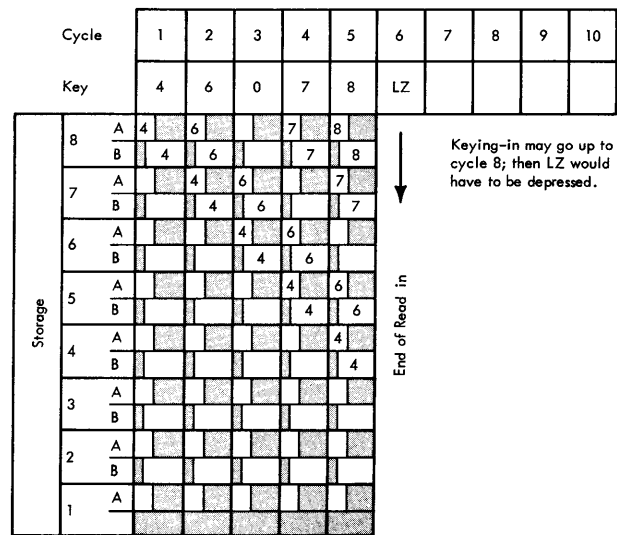 Cycle 1 2 3 4 5 6 7 8 9 10
Key 4 6 0 7 8 LZ
Keying-in may go up to
cycle 8; then LZ would
have to be depressed.
End of Read in
Storage
8 A 4 6 7 8
B 4 6 7 8
7 A 4 6 7
B 4 6 7
6 A 4 6
B 4 6
5 A 4 6
B 4 6
4 A 4
B 4
3 A
B
2 A
B
1 A